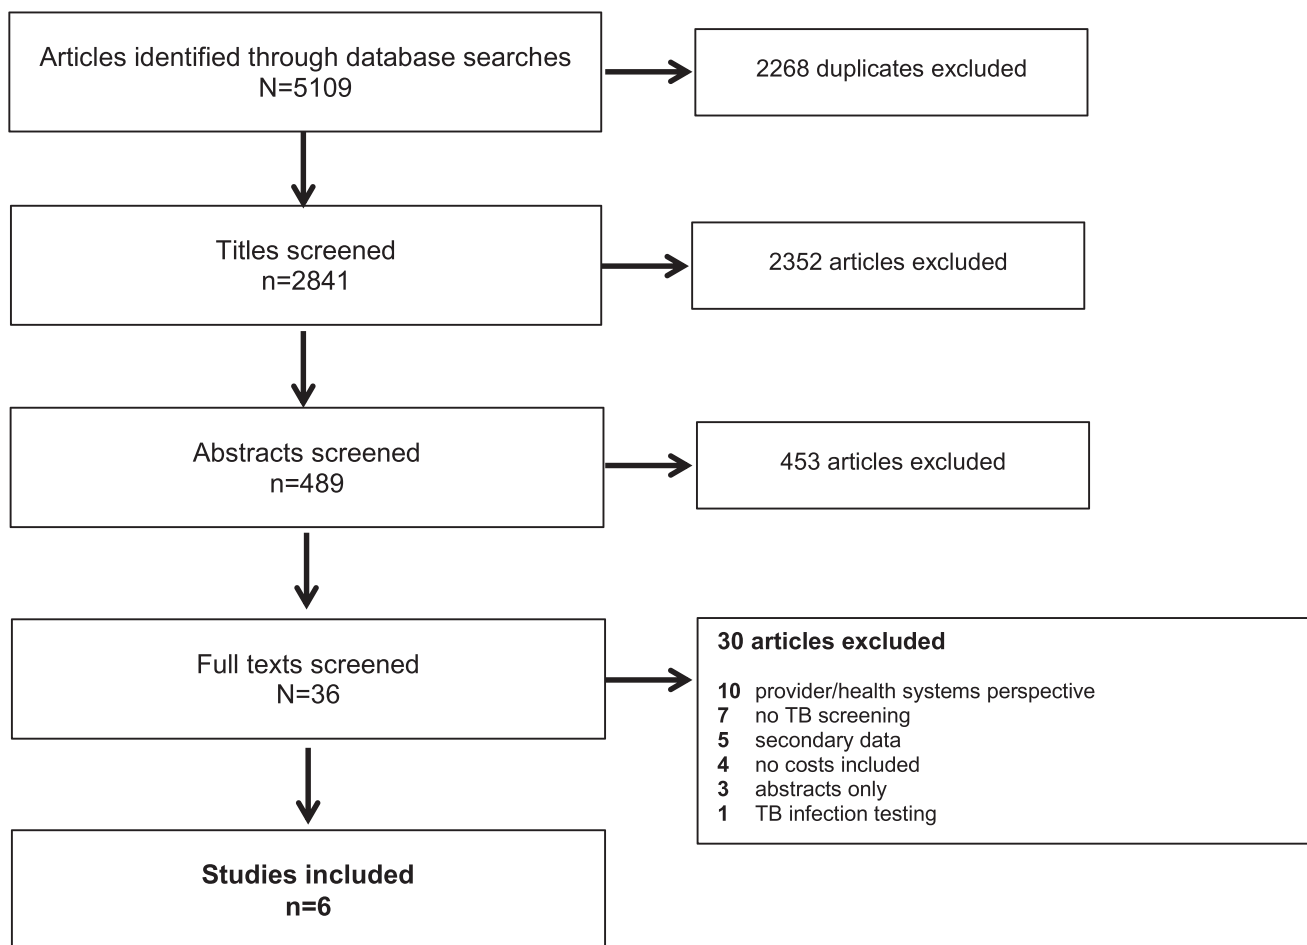 Articles identified through database searches
N=5109
2268 duplicates excluded
Titles screened
n=2841
2352 articles excluded
Abstracts screened
n=489
453 articles excluded
Full texts screened
N=36
30 articles excluded
10 provider/health systems perspective
7 no TB screening
5 secondary data
4 no costs included
3 abstracts only
1 TB infection testing
Studies included
n=6